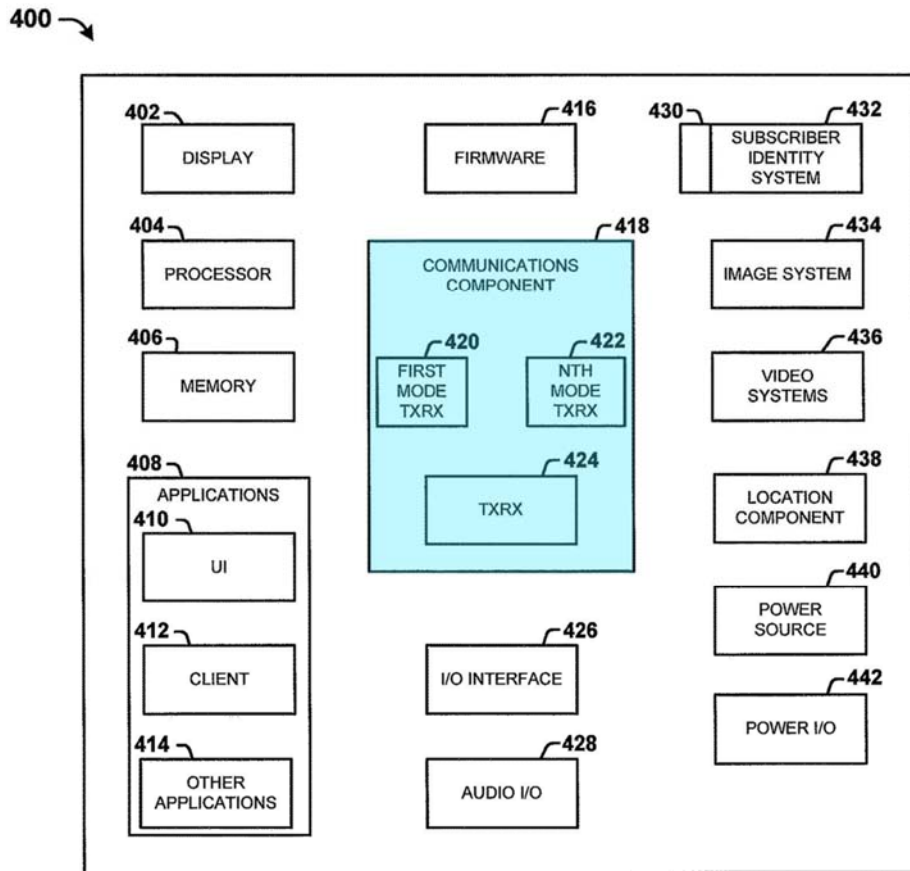 400
402
DISPLAY
404
PROCESSOR
406
MEMORY
408
APPLICATIONS
410
UI
412
CLIENT
414
OTHER
APPLICATIONS
416
FIRMWARE
418
COMMUNICATIONS
COMPONENT
420
FIRST
MODE
TXRX
422
NTH
MODE
TXRX
424
TXRX
426
I/O INTERFACE
428
AUDIO I/O
430
432
SUBSCRIBER
IDENTITY
SYSTEM
434
IMAGE SYSTEM
436
VIDEO
SYSTEMS
438
LOCATION
COMPONENT
440
POWER
SOURCE
442
POWER I/O